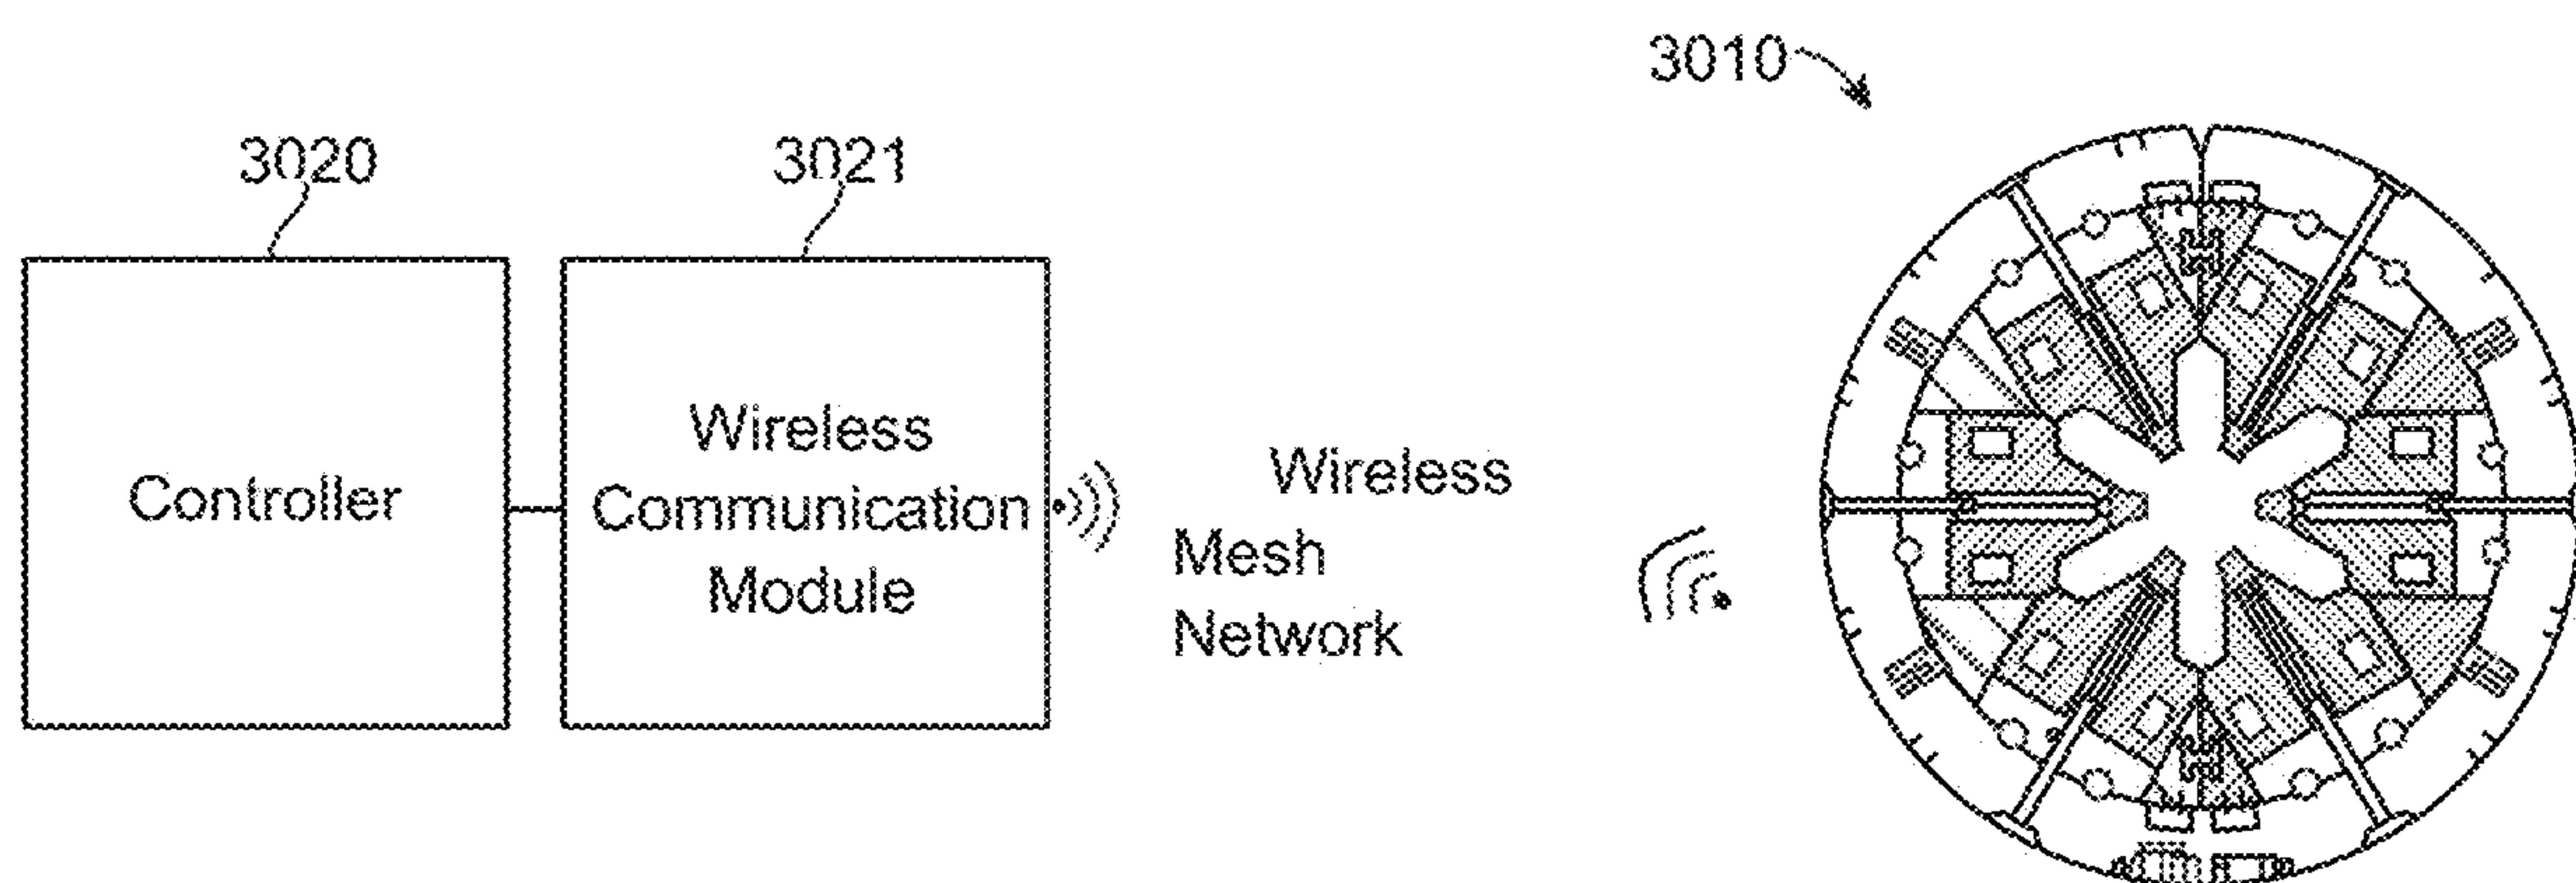 3010
3020
3021
Controller
Wireless
Communication
Module
Wireless
Mesh
Network